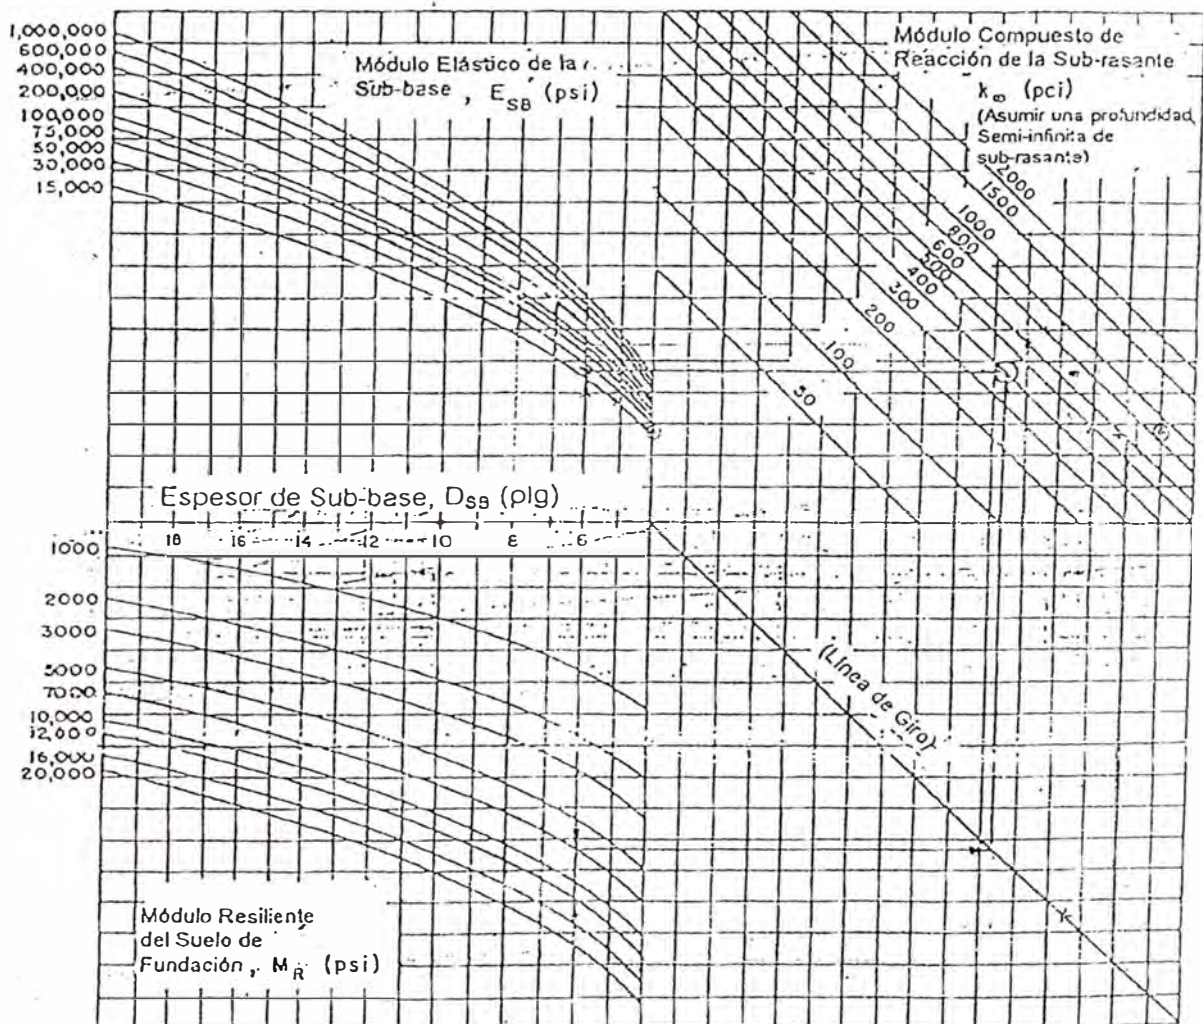 1,000,000
600,000
400,000
200,000
100,000
75,000
50,000
30,000
15,000
Módulo Elástico de la
Sub-base , E_SB (psi)
Módulo Compuesto de
Reacción de la Sub-rasante
k∞ (pci)
(Asumir una profundidad
Semi-infinita de
sub-rasante)
2000
1500
1000
800
600
500
400
300
200
100
50
Espesor de Sub-base, D_SB (plg)
18 16 14 12 10 8 6
1000
2000
3000
5000
7000
10,000
12,000
16,000
20,000
(Línea de Giro)
Módulo Resiliente
del Suelo de
Fundación , M_R (psi)